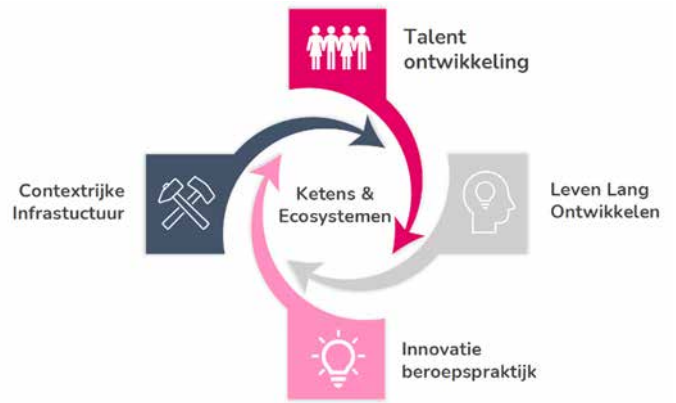 Talent
ontwikkeling
Contextrijke
Infrastuctuur
Ketens &
Ecosystemen
Leven Lang
Ontwikkelen
Innovatie
beroepspraktijk